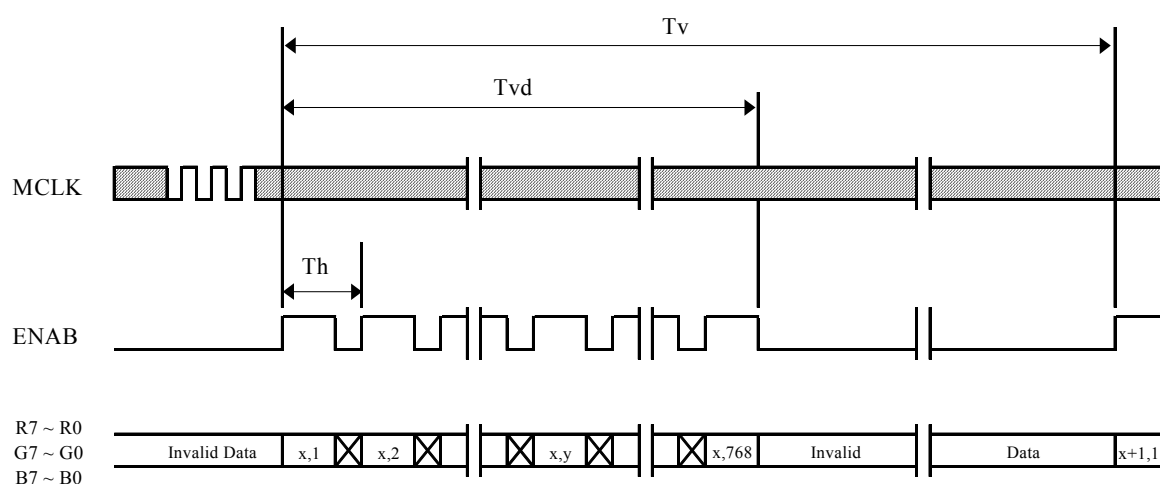 Tv
Tvd
MCLK
Th
ENAB
R7 ~ R0
G7 ~ G0
B7 ~ B0
Invalid Data
x,1
x,2
x,y
x,768
Invalid
Data
x+1,1